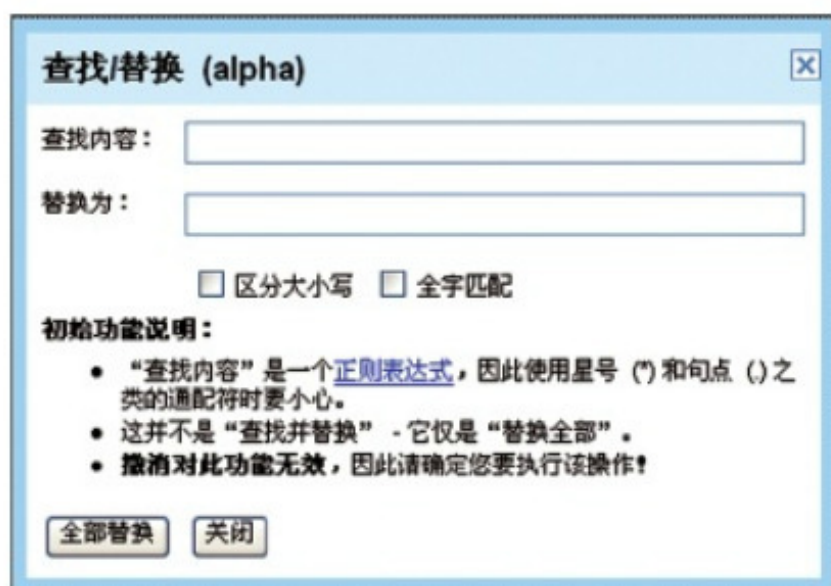 查找/替换 (alpha)
查找内容：
替换为：
区分大小写 全字匹配
初始功能说明：
• “查找内容”是一个正则表达式，因此使用星号 (*) 和句点 (.) 之
类的通配符时要小心。
• 这并不是“查找并替换” - 它仅是“替换全部”。
• 撤消对此功能无效，因此请确定您要执行该操作！
全部替换 关闭